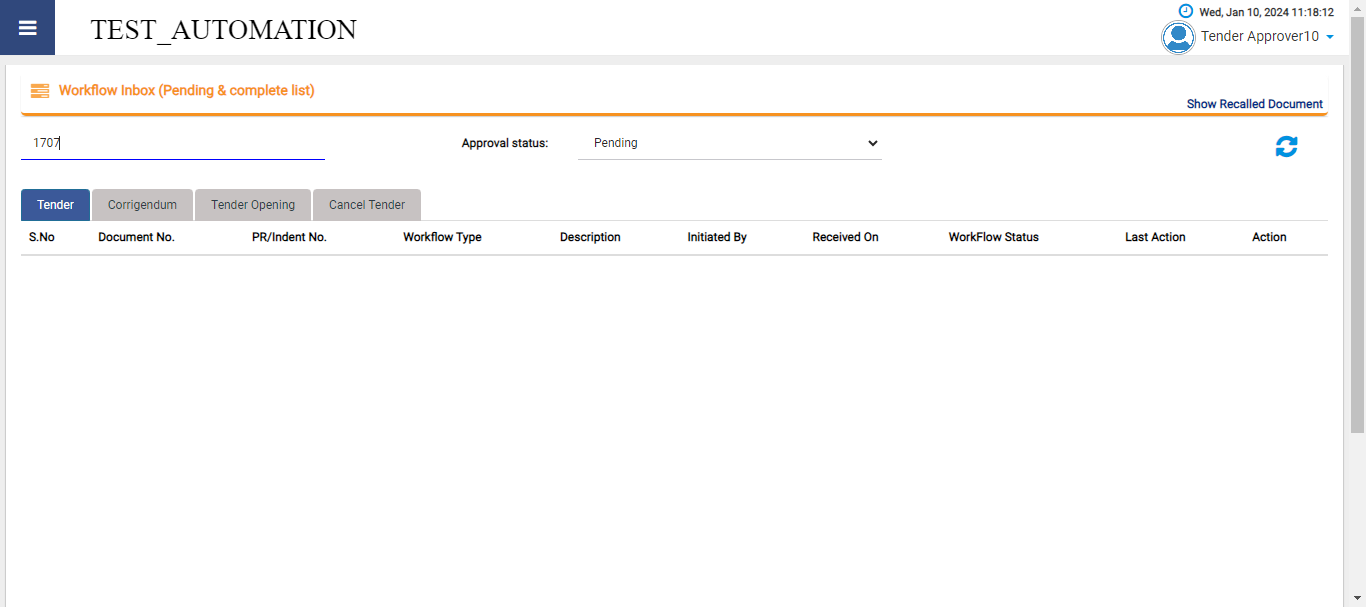 Wed, Jan 10, 2024 11:18:12
TEST_AUTOMATION
Tender Approver10
Workflow Inbox (Pending & complete list)
Show Recalled Document
1707
Approval status:
Pending
Tender Corrigendum Tender Opening Cancel Tender
S.No Document No. PR/Indent No. Workflow Type Description Initiated By Received On WorkFlow Status Last Action Action